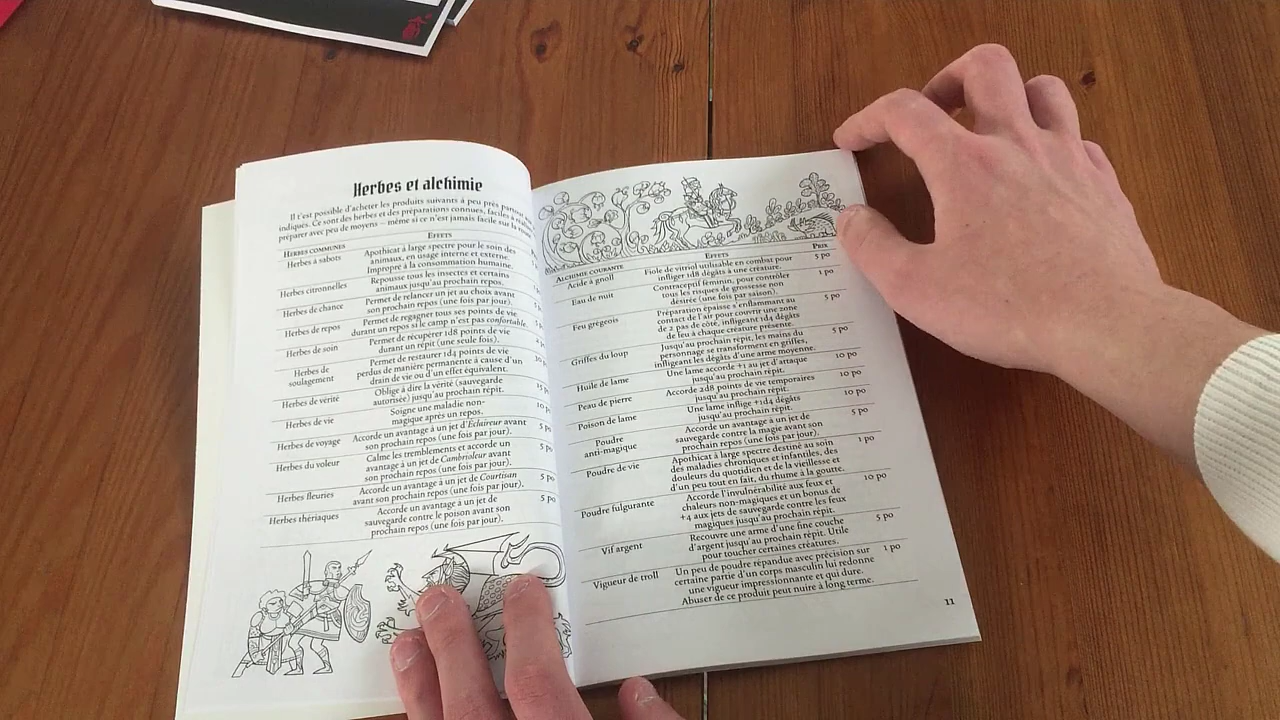 Herbes et alchimie
Il t'est possible d'acheter les produits suivants à peu près partout
indiqués. Ce sont des herbes et des préparations connues, faciles à
préparer avec peu de moyens – même si ce n'est jamais facile sur la
Herbes communes Effets
Herbes à sabots Apothicat à large spectre pour le soin des
animaux, en usage interne et externe.
Impropre à la consommation humaine.
Herbes citronnelles Repousse tous les insectes et certains
animaux jusqu'au prochain repos.
Herbes de chance Permet de relancer un jet au choix avant
son prochain repos (une fois par jour).
Herbes de repos Permet de regagner tous ses points de vie
durant un repos si le camp n'est pas confortable.
Herbes de soin Permet de récupérer 1d8 points de vie
durant un répit (une seule fois).
Herbes de Permet de restaurer 1d4 points de vie
soulagement perdus de manière permanente à cause d'un
drain de vie ou d'un effet équivalent.
Herbes de vérité Oblige à dire la vérité (sauvegarde
autorisée) jusqu'au prochain répit.
Herbes de vie Soigne une maladie non-
magique après un repos.
Herbes de voyage Accorde un avantage à un jet d'Éclaireur avant 5 po
son prochain repos (une fois par jour).
Herbes du voleur Calme les tremblements et accorde un 5 po
avantage à un jet de Cambrioleur avant
son prochain repos (une fois par jour).
Herbes fleuries Accorde un avantage à un jet de Courtisan 5 po
avant son prochain repos (une fois par jour).
Herbes thériaques Accorde un avantage à un jet de 5 po
sauvegarde contre le poison avant son
prochain repos (une fois par jour).
Alchimie courante Effets Prix
Acide à gnoll Fiole de vitriol utilisable en combat pour 5 po
infliger 1d8 dégâts à une créature.
Eau de nuit Contraceptif féminin, pour contrôler 1 po
tous les risques de grossesse non
désirée (une fois par saison).
Feu grégeois Préparation épaisse s'enflammant au 5 po
contact de l'air pour couvrir une zone
de 2 pas de côté, infligeant 1d4 dégâts
de feu à chaque créature présente.
Griffes du loup Jusqu'au prochain répit, les mains du 5 po
personnage se transforment en griffes,
infligeant les dégâts d'une arme moyenne.
Huile de lame Une lame accorde +1 au jet d'attaque 10 po
jusqu'au prochain répit.
Peau de pierre Accorde 2d8 points de vie temporaires 10 po
jusqu'au prochain répit.
Poison de lame Une lame inflige +1d4 dégâts 10 po
jusqu'au prochain répit.
Poudre Accorde un avantage à un jet de 5 po
anti-magique sauvegarde contre la magie avant son
prochain repos (une fois par jour).
Poudre de vie Apothicat à large spectre destiné au soin 1 po
des maladies chroniques et infantiles, des
douleurs du quotidien et de la vieillesse et
d'un peu tout en fait, du rhume à la goutte.
Poudre fulgurante Accorde l'invulnérabilité aux feux et 10 po
chaleurs non-magiques et un bonus de
+4 aux jets de sauvegarde contre les feux
magiques jusqu'au prochain répit.
Vif argent Recouvre une arme d'une fine couche 5 po
d'argent jusqu'au prochain répit. Utile
pour toucher certaines créatures.
Vigueur de troll Un peu de poudre répandue avec précision sur 1 po
certaine partie d'un corps masculin lui redonne
une vigueur impressionnante et qui dure.
Abuser de ce produit peut nuire à long terme.
11